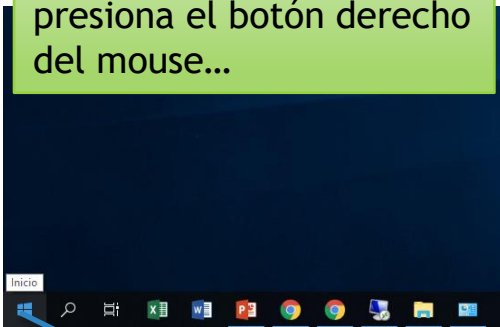 presiona el botón derecho
del mouse…
Inicio